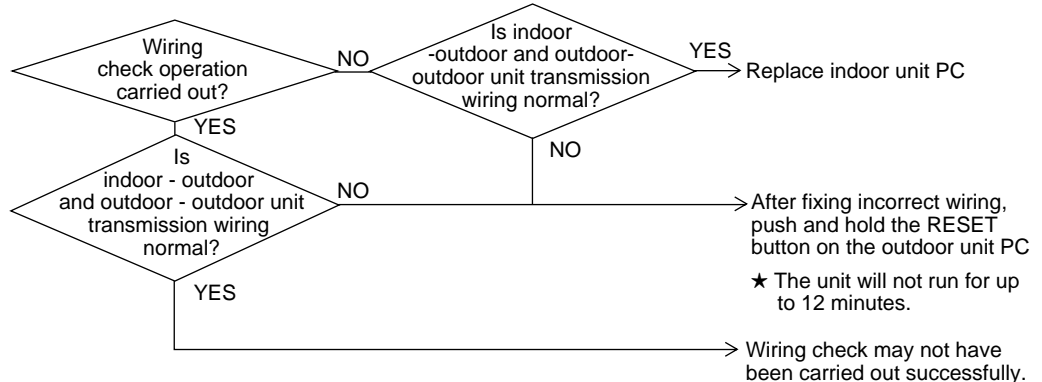 Wiring
check operation
carried out?
NO
Is indoor
-outdoor and outdoor-
outdoor unit transmission
wiring normal?
YES
Replace indoor unit PC
YES
NO
Is
indoor - outdoor
and outdoor - outdoor unit
transmission wiring
normal?
NO
After fixing incorrect wiring,
push and hold the RESET
button on the outdoor unit PC
★ The unit will not run for up
to 12 minutes.
YES
Wiring check may not have
been carried out successfully.